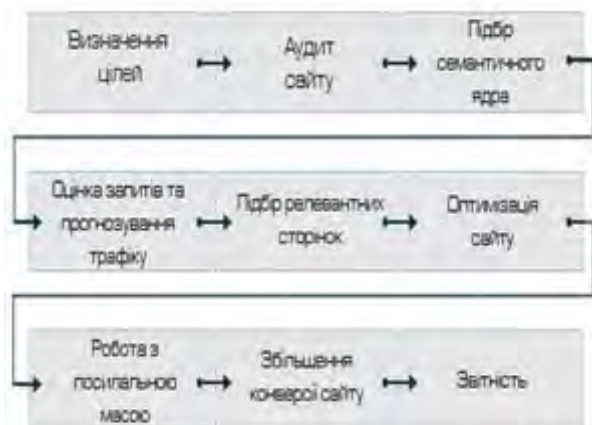 Визначення
цілей
Аудит
сайту
Підбір
семантичного
ядра
Оцінка запитів та
прогнозування
трафіку
Підбір релевантних
сторінок
Оптимізація
сайту
Робота з
посилальною
масою
Збільшення
конверсії сайту
Звітність